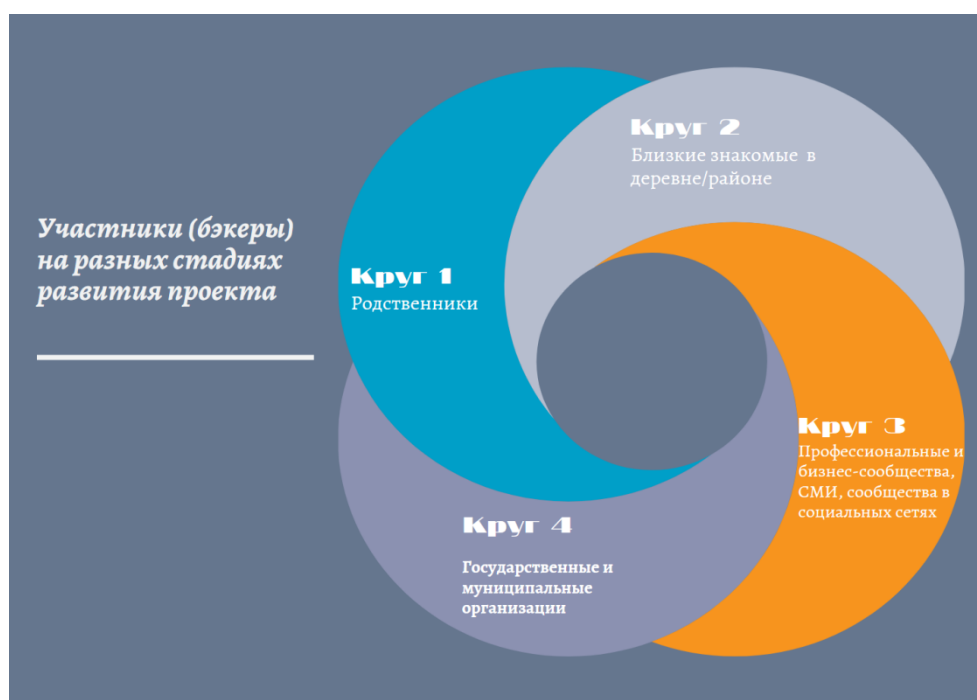 Участники (бэкеры)
на разных стадиях
развития проекта
Круг 1
Родственники
Круг 2
Близкие знакомые в
деревне/районе
Круг 3
Профессиональные и
бизнес-сообщества,
СМИ, сообщества в
социальных сетях
Круг 4
Государственные и
муниципальные
организации